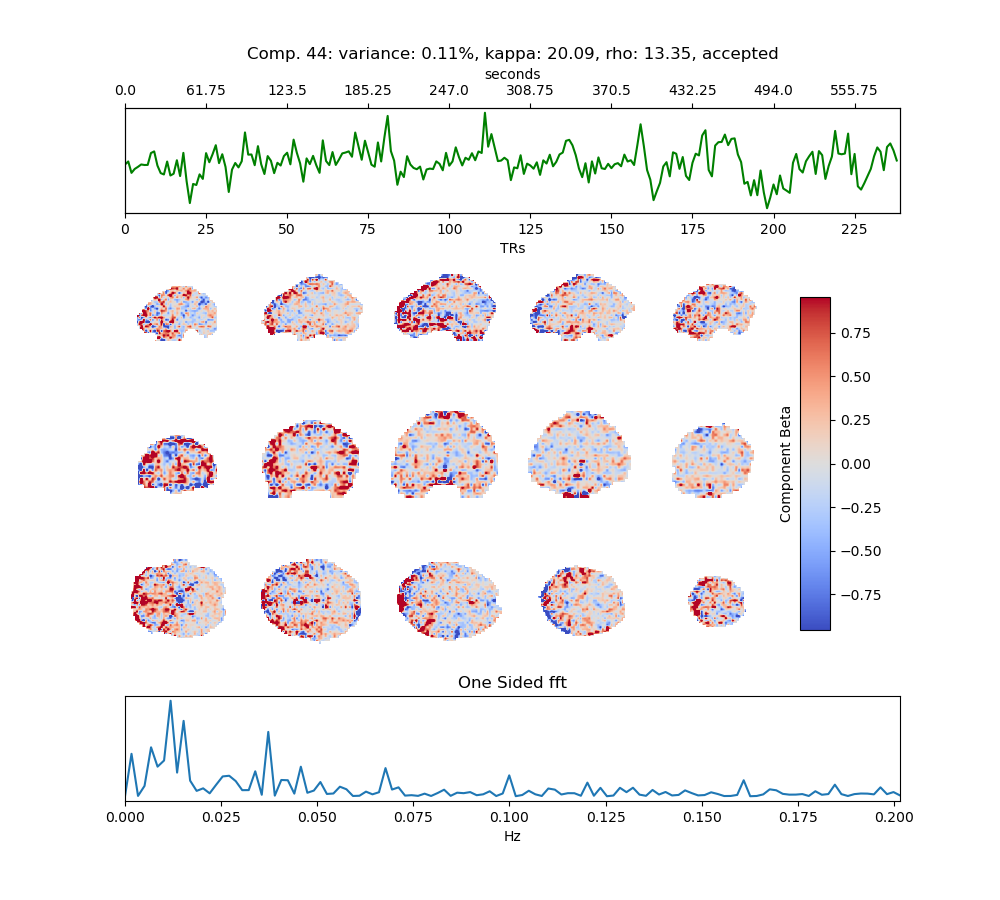 Comp. 44: variance: 0.11%, kappa: 20.09, rho: 13.35, accepted
seconds
0.0 61.75 123.5 185.25 247.0 308.75 370.5 432.25 494.0 555.75
0 25 50 75 100 125 150 175 200 225
TRs
Component Beta
0.75
0.50
0.25
0.00
−0.25
−0.50
−0.75
One Sided fft
0.000 0.025 0.050 0.075 0.100 0.125 0.150 0.175 0.200
Hz